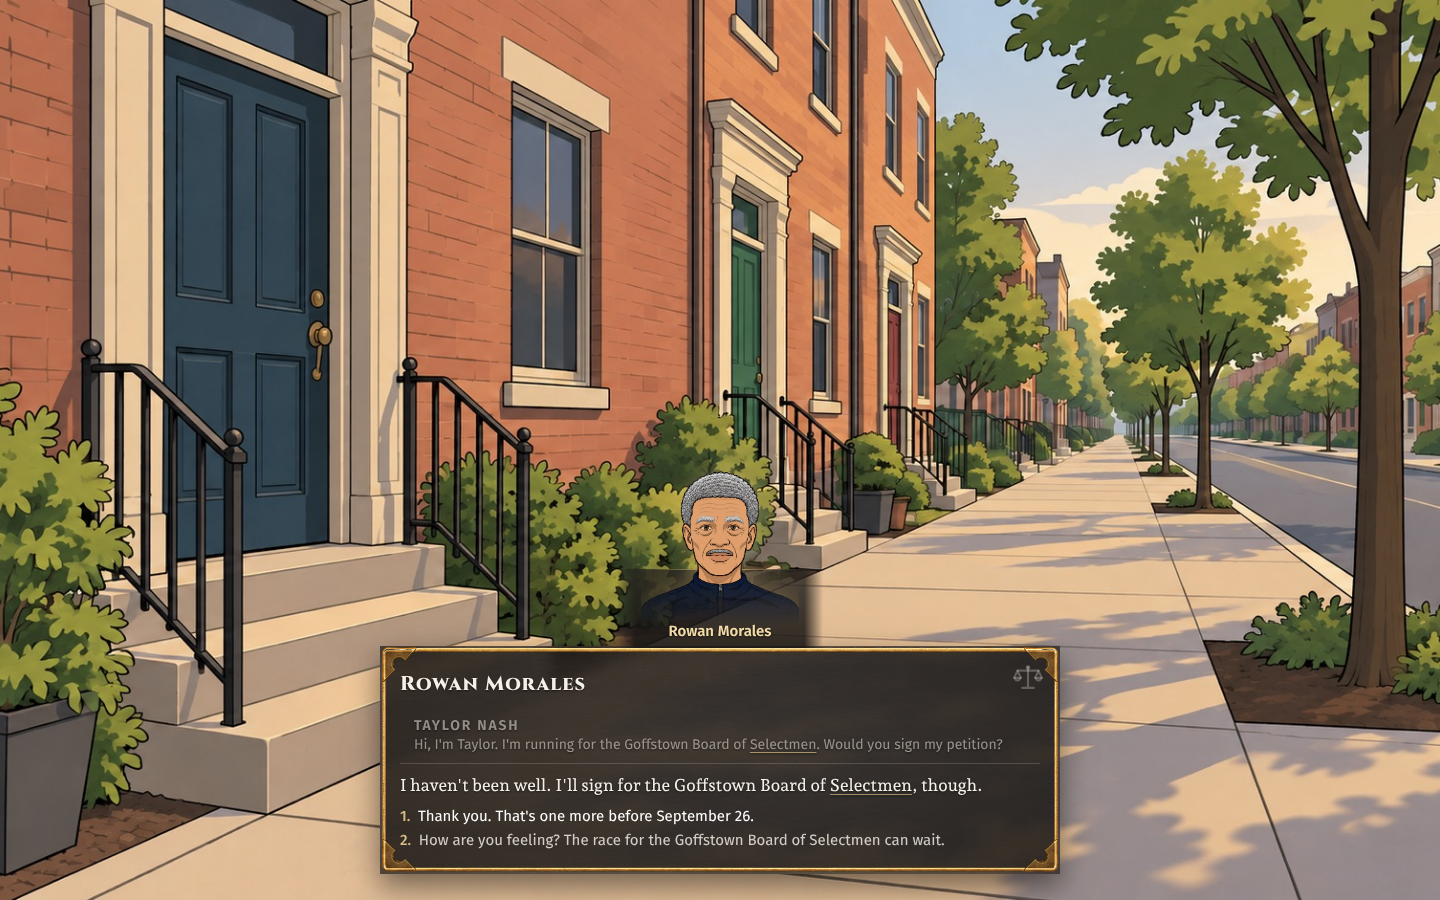 Rowan Morales
Rowan Morales
TAYLOR NASH
Hi, I'm Taylor. I'm running for the Goffstown Board of Selectmen. Would you sign my petition?
I haven't been well. I'll sign for the Goffstown Board of Selectmen, though.
1. Thank you. That's one more before September 26.
2. How are you feeling? The race for the Goffstown Board of Selectmen can wait.